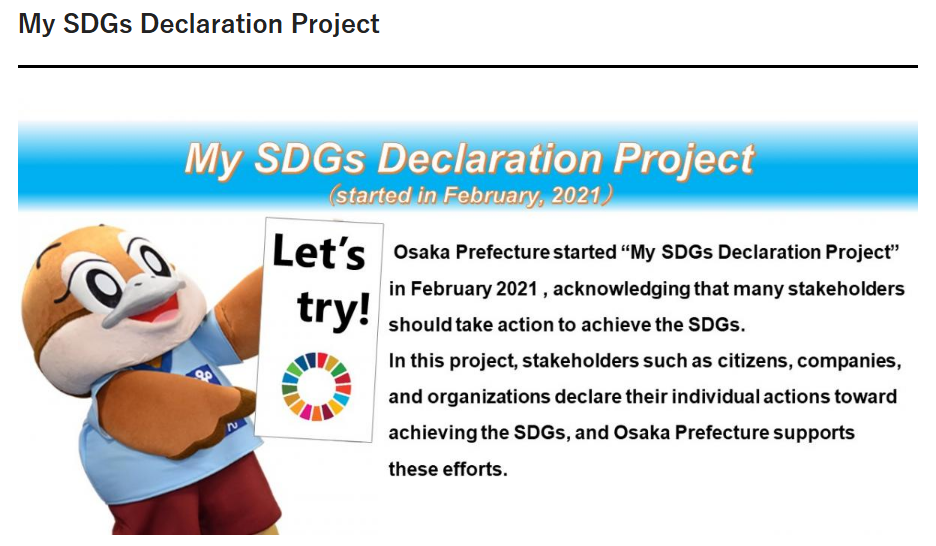 My SDGs Declaration Project
My SDGs Declaration Project
(started in February, 2021)
Let's
try!
Osaka Prefecture started “My SDGs Declaration Project”
in February 2021 , acknowledging that many stakeholders
should take action to achieve the SDGs.
In this project, stakeholders such as citizens, companies,
and organizations declare their individual actions toward
achieving the SDGs, and Osaka Prefecture supports
these efforts.